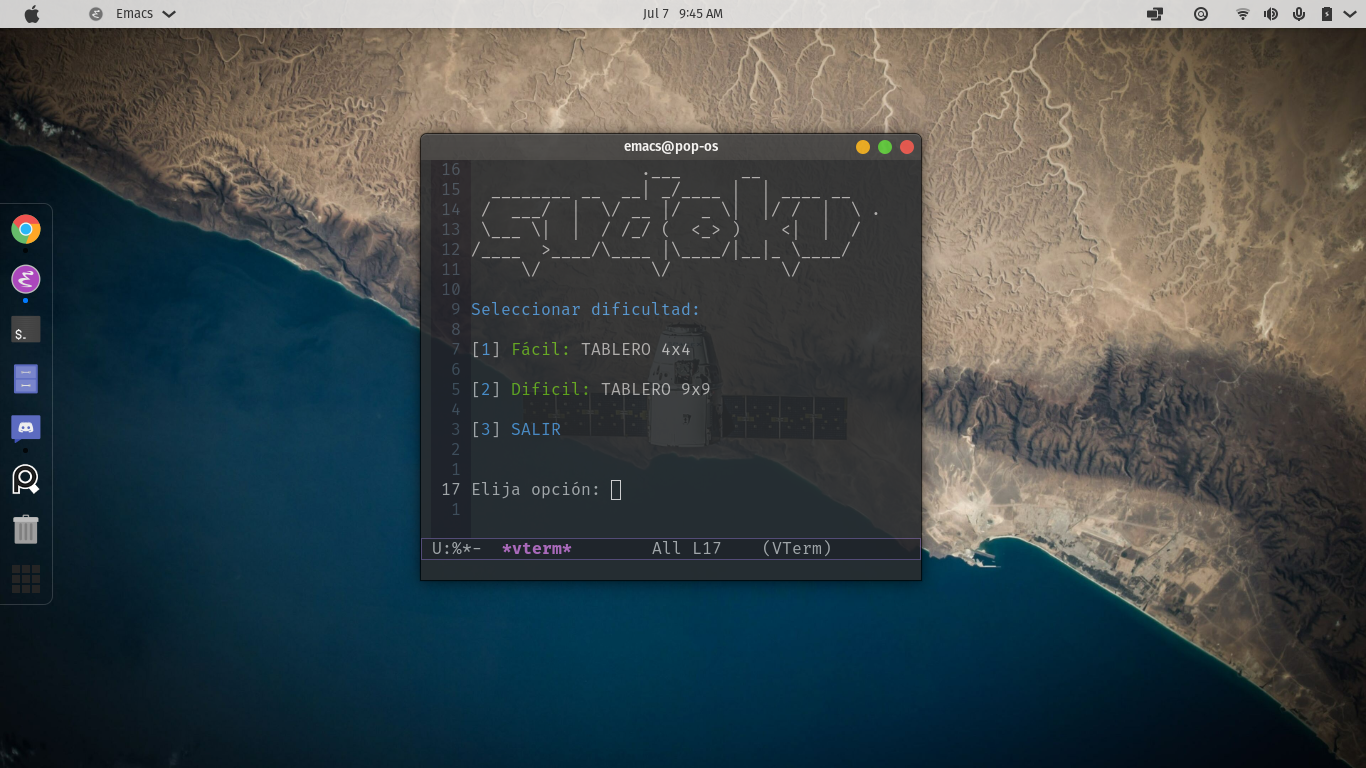 Emacs
Jul 7 9:45 AM
emacs@pop-os
16
15
14
13
12
11
10
9 Seleccionar dificultad:
8
7 [1] Fácil: TABLERO 4x4
6
5 [2] Dificil: TABLERO 9x9
4
3 [3] SALIR
2
1
17 Elija opción:
1
U:%*- *vterm* All L17 (VTerm)
$.